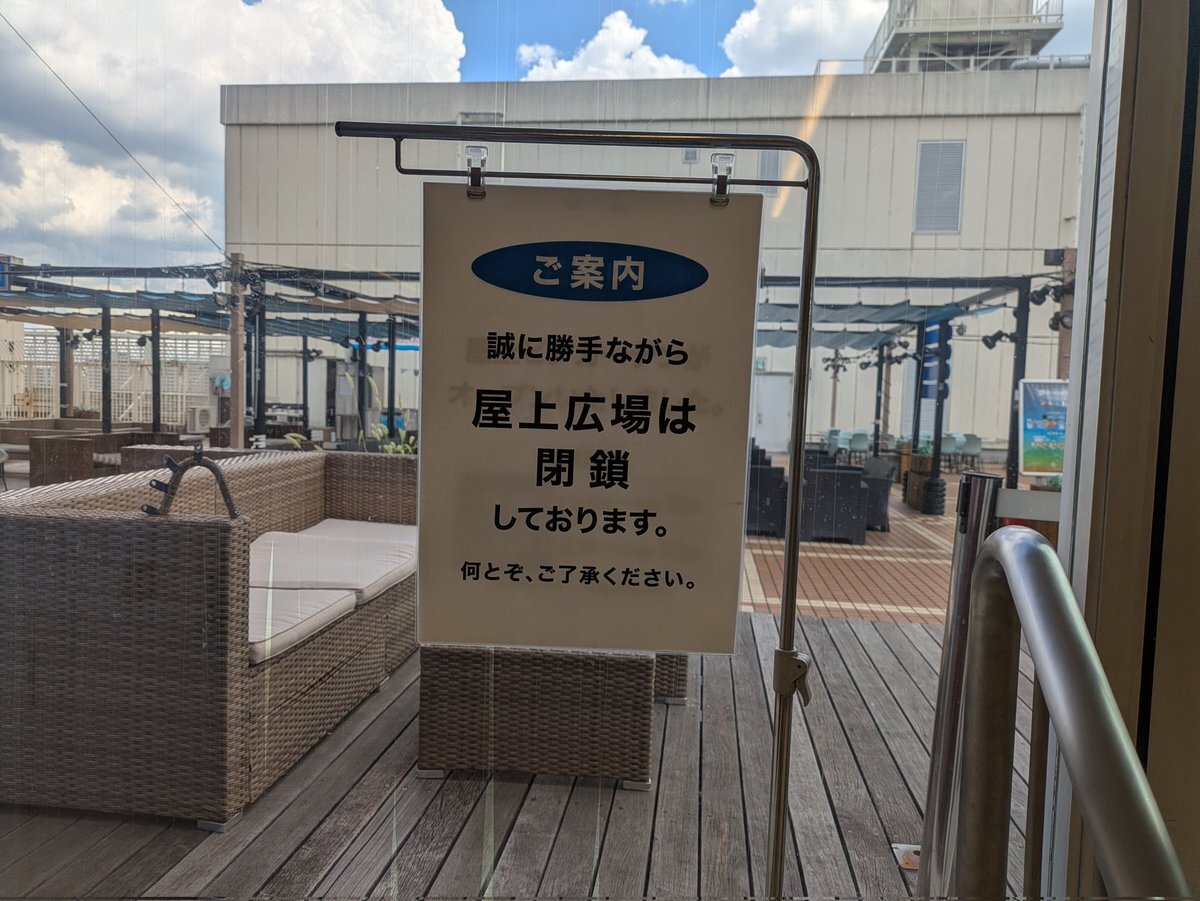 ご案内
誠に勝手ながら
屋上広場は
閉鎖
しております。
何とぞ、ご了承ください。